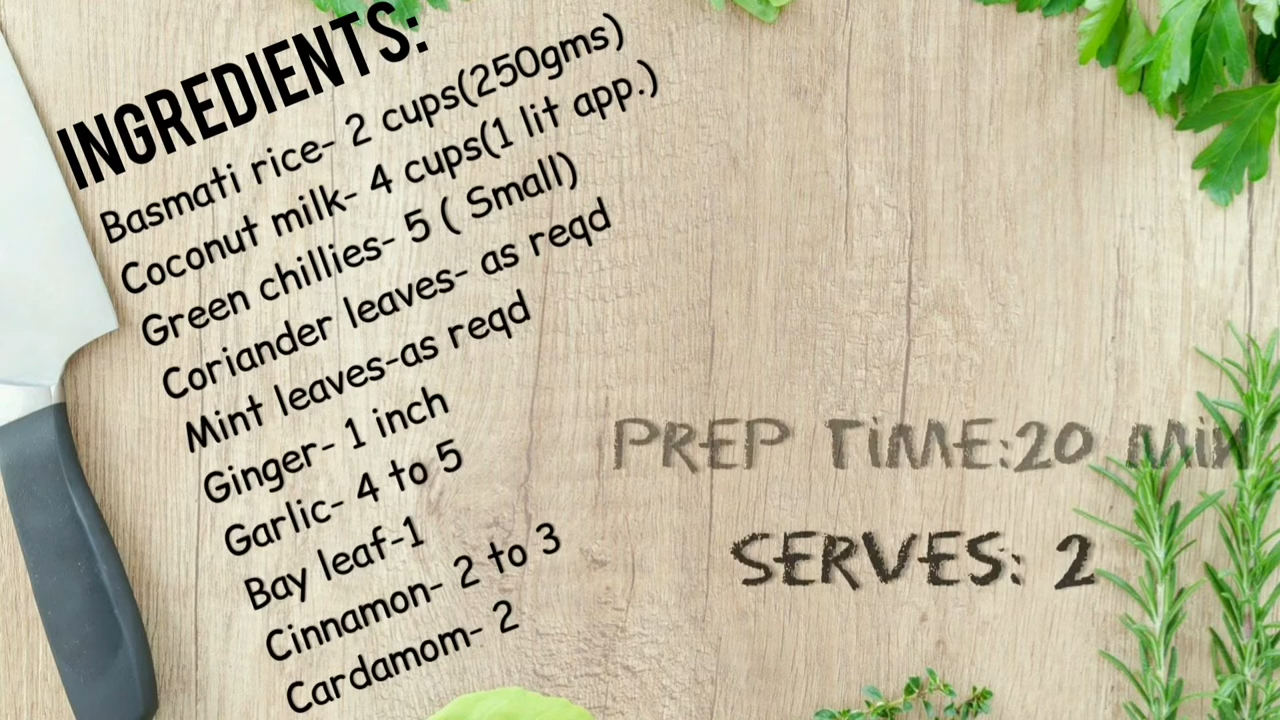 INGREDIENTS:
Basmati rice- 2 cups(250gms)
Coconut milk- 4 cups(1 lit app.)
Green chillies- 5 ( Small)
Coriander leaves- as reqd
Mint leaves-as reqd
Ginger- 1 inch
Garlic- 4 to 5
Bay leaf-1
Cinnamon- 2 to 3
Cardamom- 2
PREP TiME:20 MiN
SERVES: 2